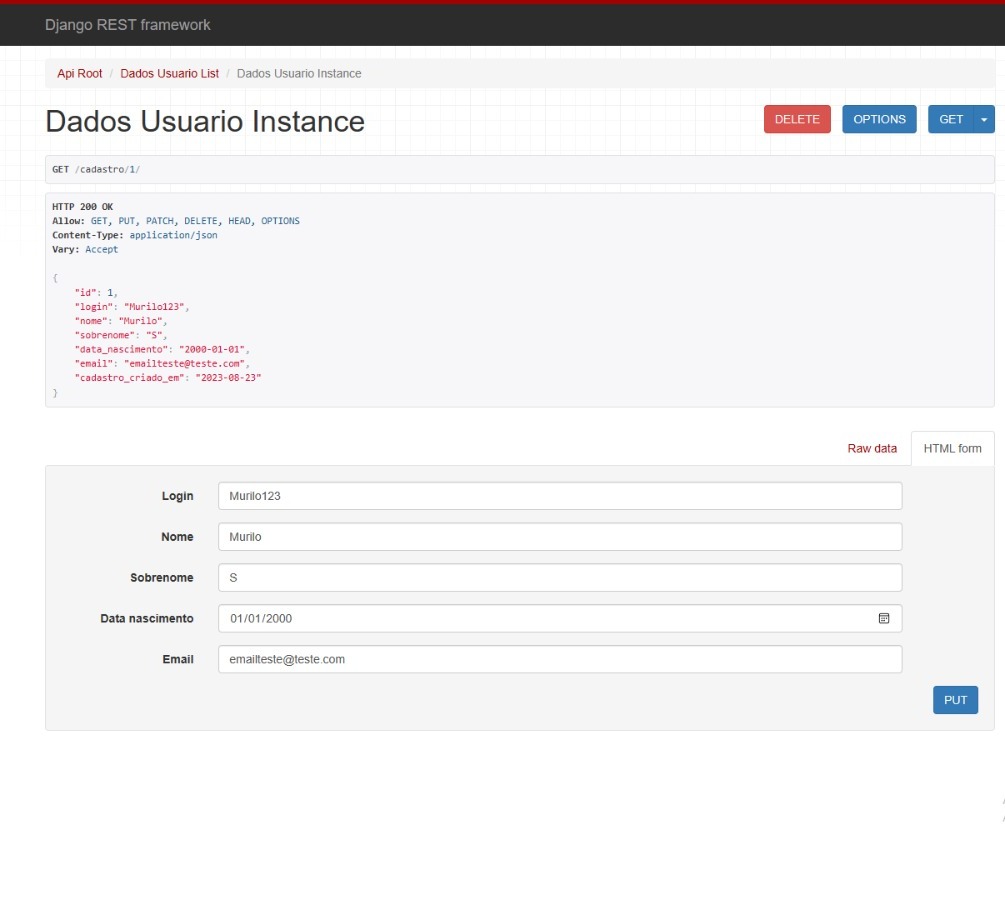 Django REST framework
Api Root / Dados Usuario List / Dados Usuario Instance
Dados Usuario Instance
DELETE OPTIONS GET
GET /cadastro/1/
HTTP 200 OK
Allow: GET, PUT, PATCH, DELETE, HEAD, OPTIONS
Content-Type: application/json
Vary: Accept
{
"id": 1,
"login": "Murilo123",
"nome": "Murilo",
"sobrenome": "S",
"data_nascimento": "2000-01-01",
"email": "emailteste@teste.com",
"cadastro_criado_em": "2023-08-23"
}
Raw data HTML form
Login Murilo123
Nome Murilo
Sobrenome S
Data nascimento 01/01/2000
Email emailteste@teste.com
PUT